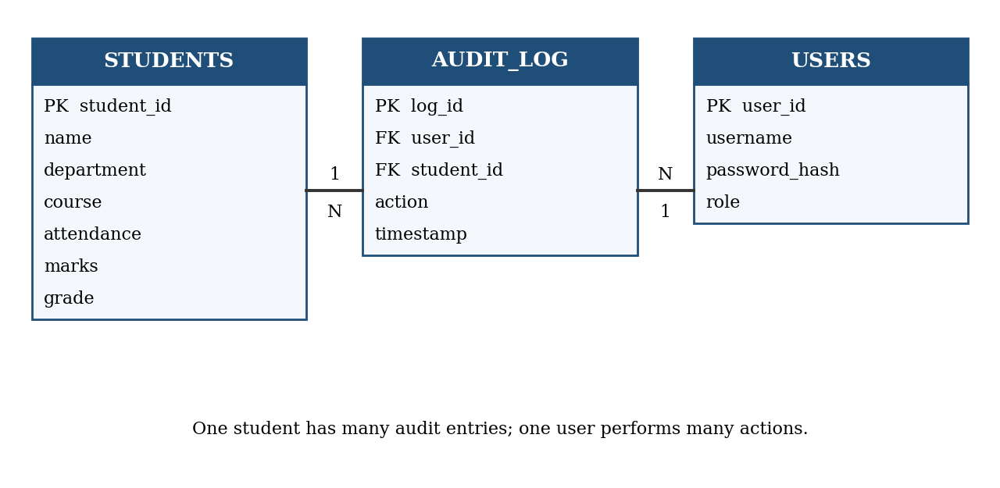 STUDENTS
PK  student_id
name
department
course
attendance
marks
grade
1
N
AUDIT_LOG
PK  log_id
FK  user_id
FK  student_id
action
timestamp
N
1
USERS
PK  user_id
username
password_hash
role
One student has many audit entries; one user performs many actions.